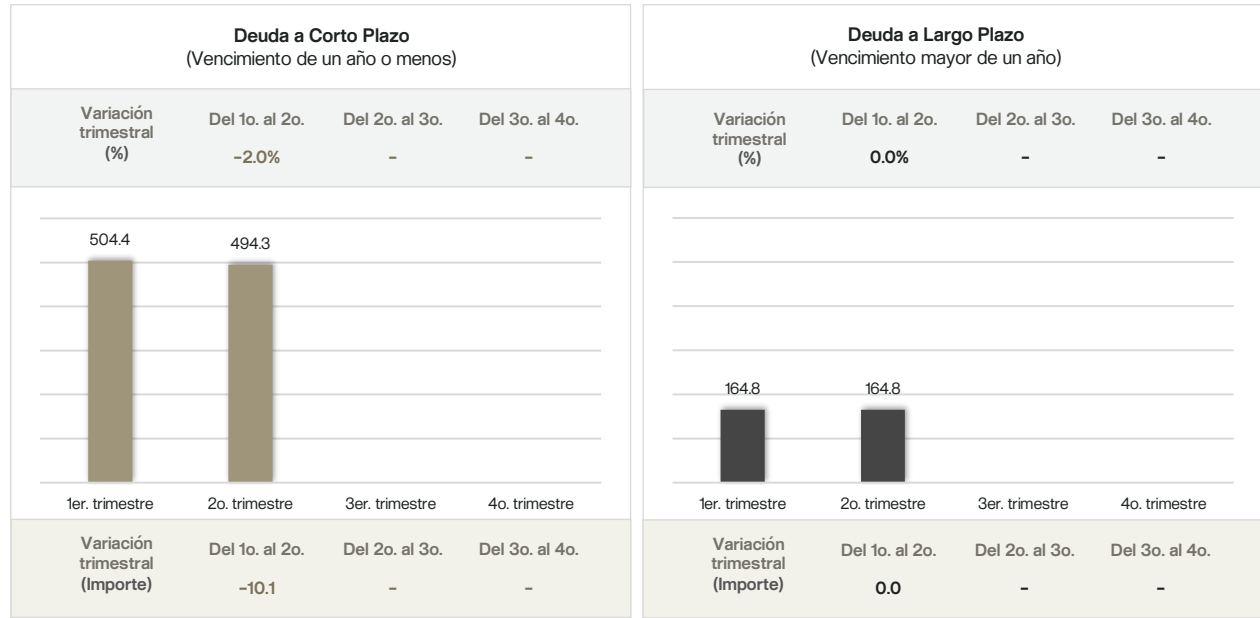 Deuda a Corto Plazo
(Vencimiento de un año o menos)
Variación
trimestral
(%)
Del 1o. al 2o.
Del 2o. al 3o.
Del 3o. al 4o.
-2.0%
-
-
504.4
494.3
1er. trimestre
2o. trimestre
3er. trimestre
4o. trimestre
Variación
trimestral
(Importe)
Del 1o. al 2o.
Del 2o. al 3o.
Del 3o. al 4o.
-10.1
-
-
Deuda a Largo Plazo
(Vencimiento mayor de un año)
Variación
trimestral
(%)
Del 1o. al 2o.
Del 2o. al 3o.
Del 3o. al 4o.
0.0%
-
-
164.8
164.8
1er. trimestre
2o. trimestre
3er. trimestre
4o. trimestre
Variación
trimestral
(Importe)
Del 1o. al 2o.
Del 2o. al 3o.
Del 3o. al 4o.
0.0
-
-